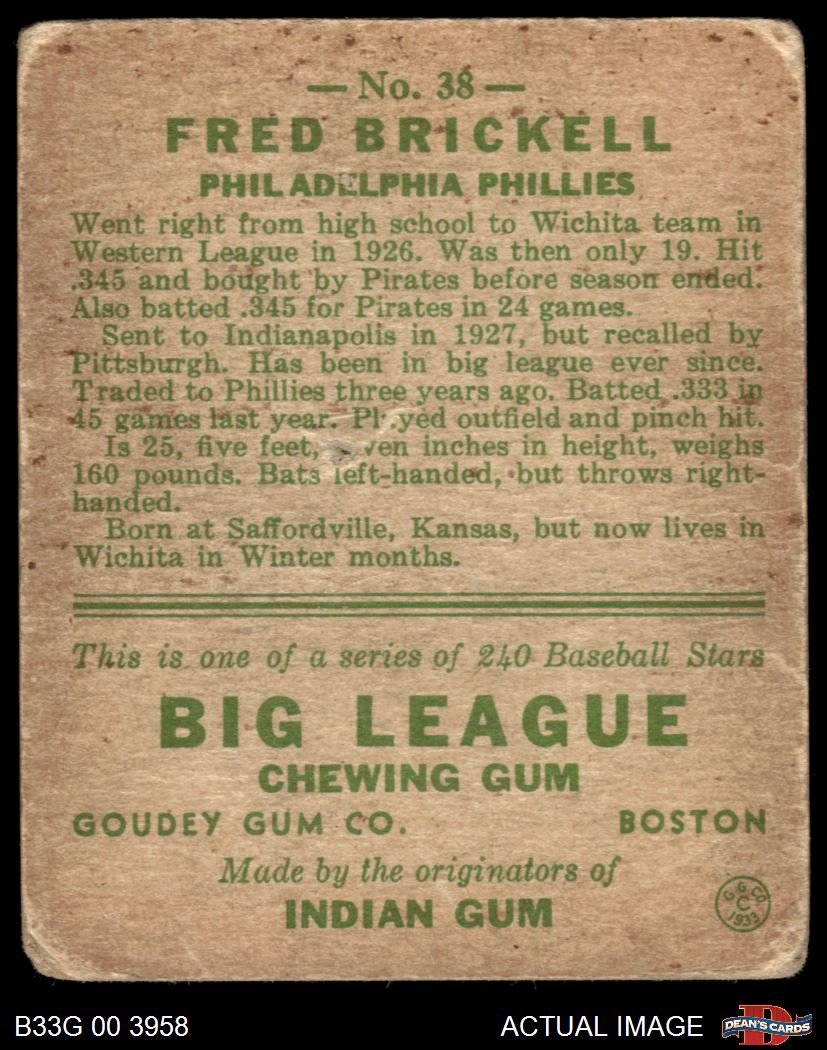 — No. 38 —
FRED BRICKELL
PHILADELPHIA PHILLIES
Went right from high school to Wichita team in
Western League in 1926. Was then only 19. Hit
.345 and bought by Pirates before season ended.
Also batted .345 for Pirates in 24 games.
Sent to Indianapolis in 1927, but recalled by
Pittsburgh. Has been in big league ever since.
Traded to Phillies three years ago. Batted .333 in
45 games last year. Played outfield and pinch hit.
Is 25, five feet, inches in height, weighs
160 pounds. Bats left-handed, but throws right-
handed.
Born at Saffordville, Kansas, but now lives in
Wichita in Winter months.
This is one of a series of 240 Baseball Stars
BIG LEAGUE
CHEWING GUM
GOUDEY GUM CO. BOSTON
Made by the originators of
INDIAN GUM
G. G. CO.
C
1933
B33G 00 3958 ACTUAL IMAGE
D
DEAN'S CARDS